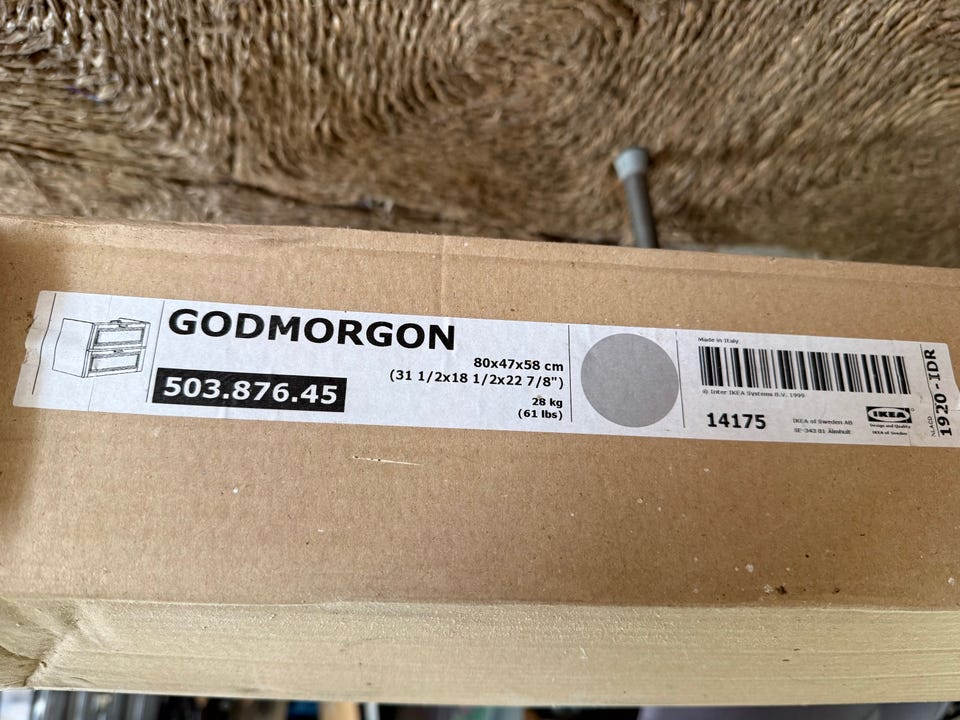 GODMORGON
503.876.45
80x47x58 cm
(31 1/2x18 1/2x22 7/8")
28 kg
(61 lbs)
Made in Italy
© Inter IKEA Systems B.V. 1999
14175
IKEA of Sweden AB
SE-343 81 Älmhult
IKEA
Design and Quality
IKEA of Sweden
1920-IDR